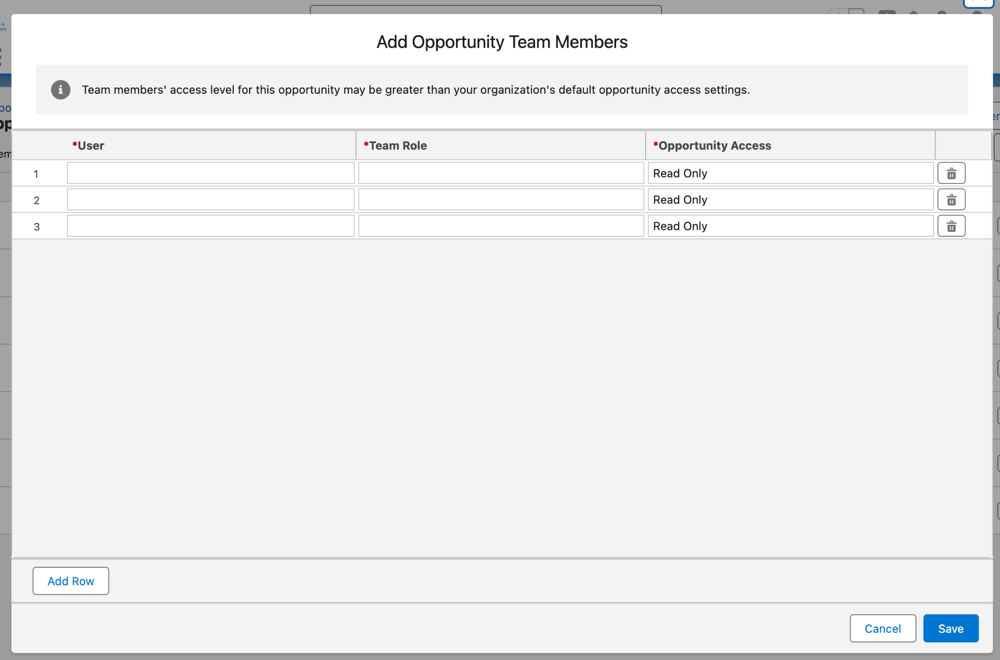 Add Opportunity Team Members
Team members' access level for this opportunity may be greater than your organization's default opportunity access settings.
*User *Team Role *Opportunity Access
1 Read Only
2 Read Only
3 Read Only
Add Row
Cancel Save